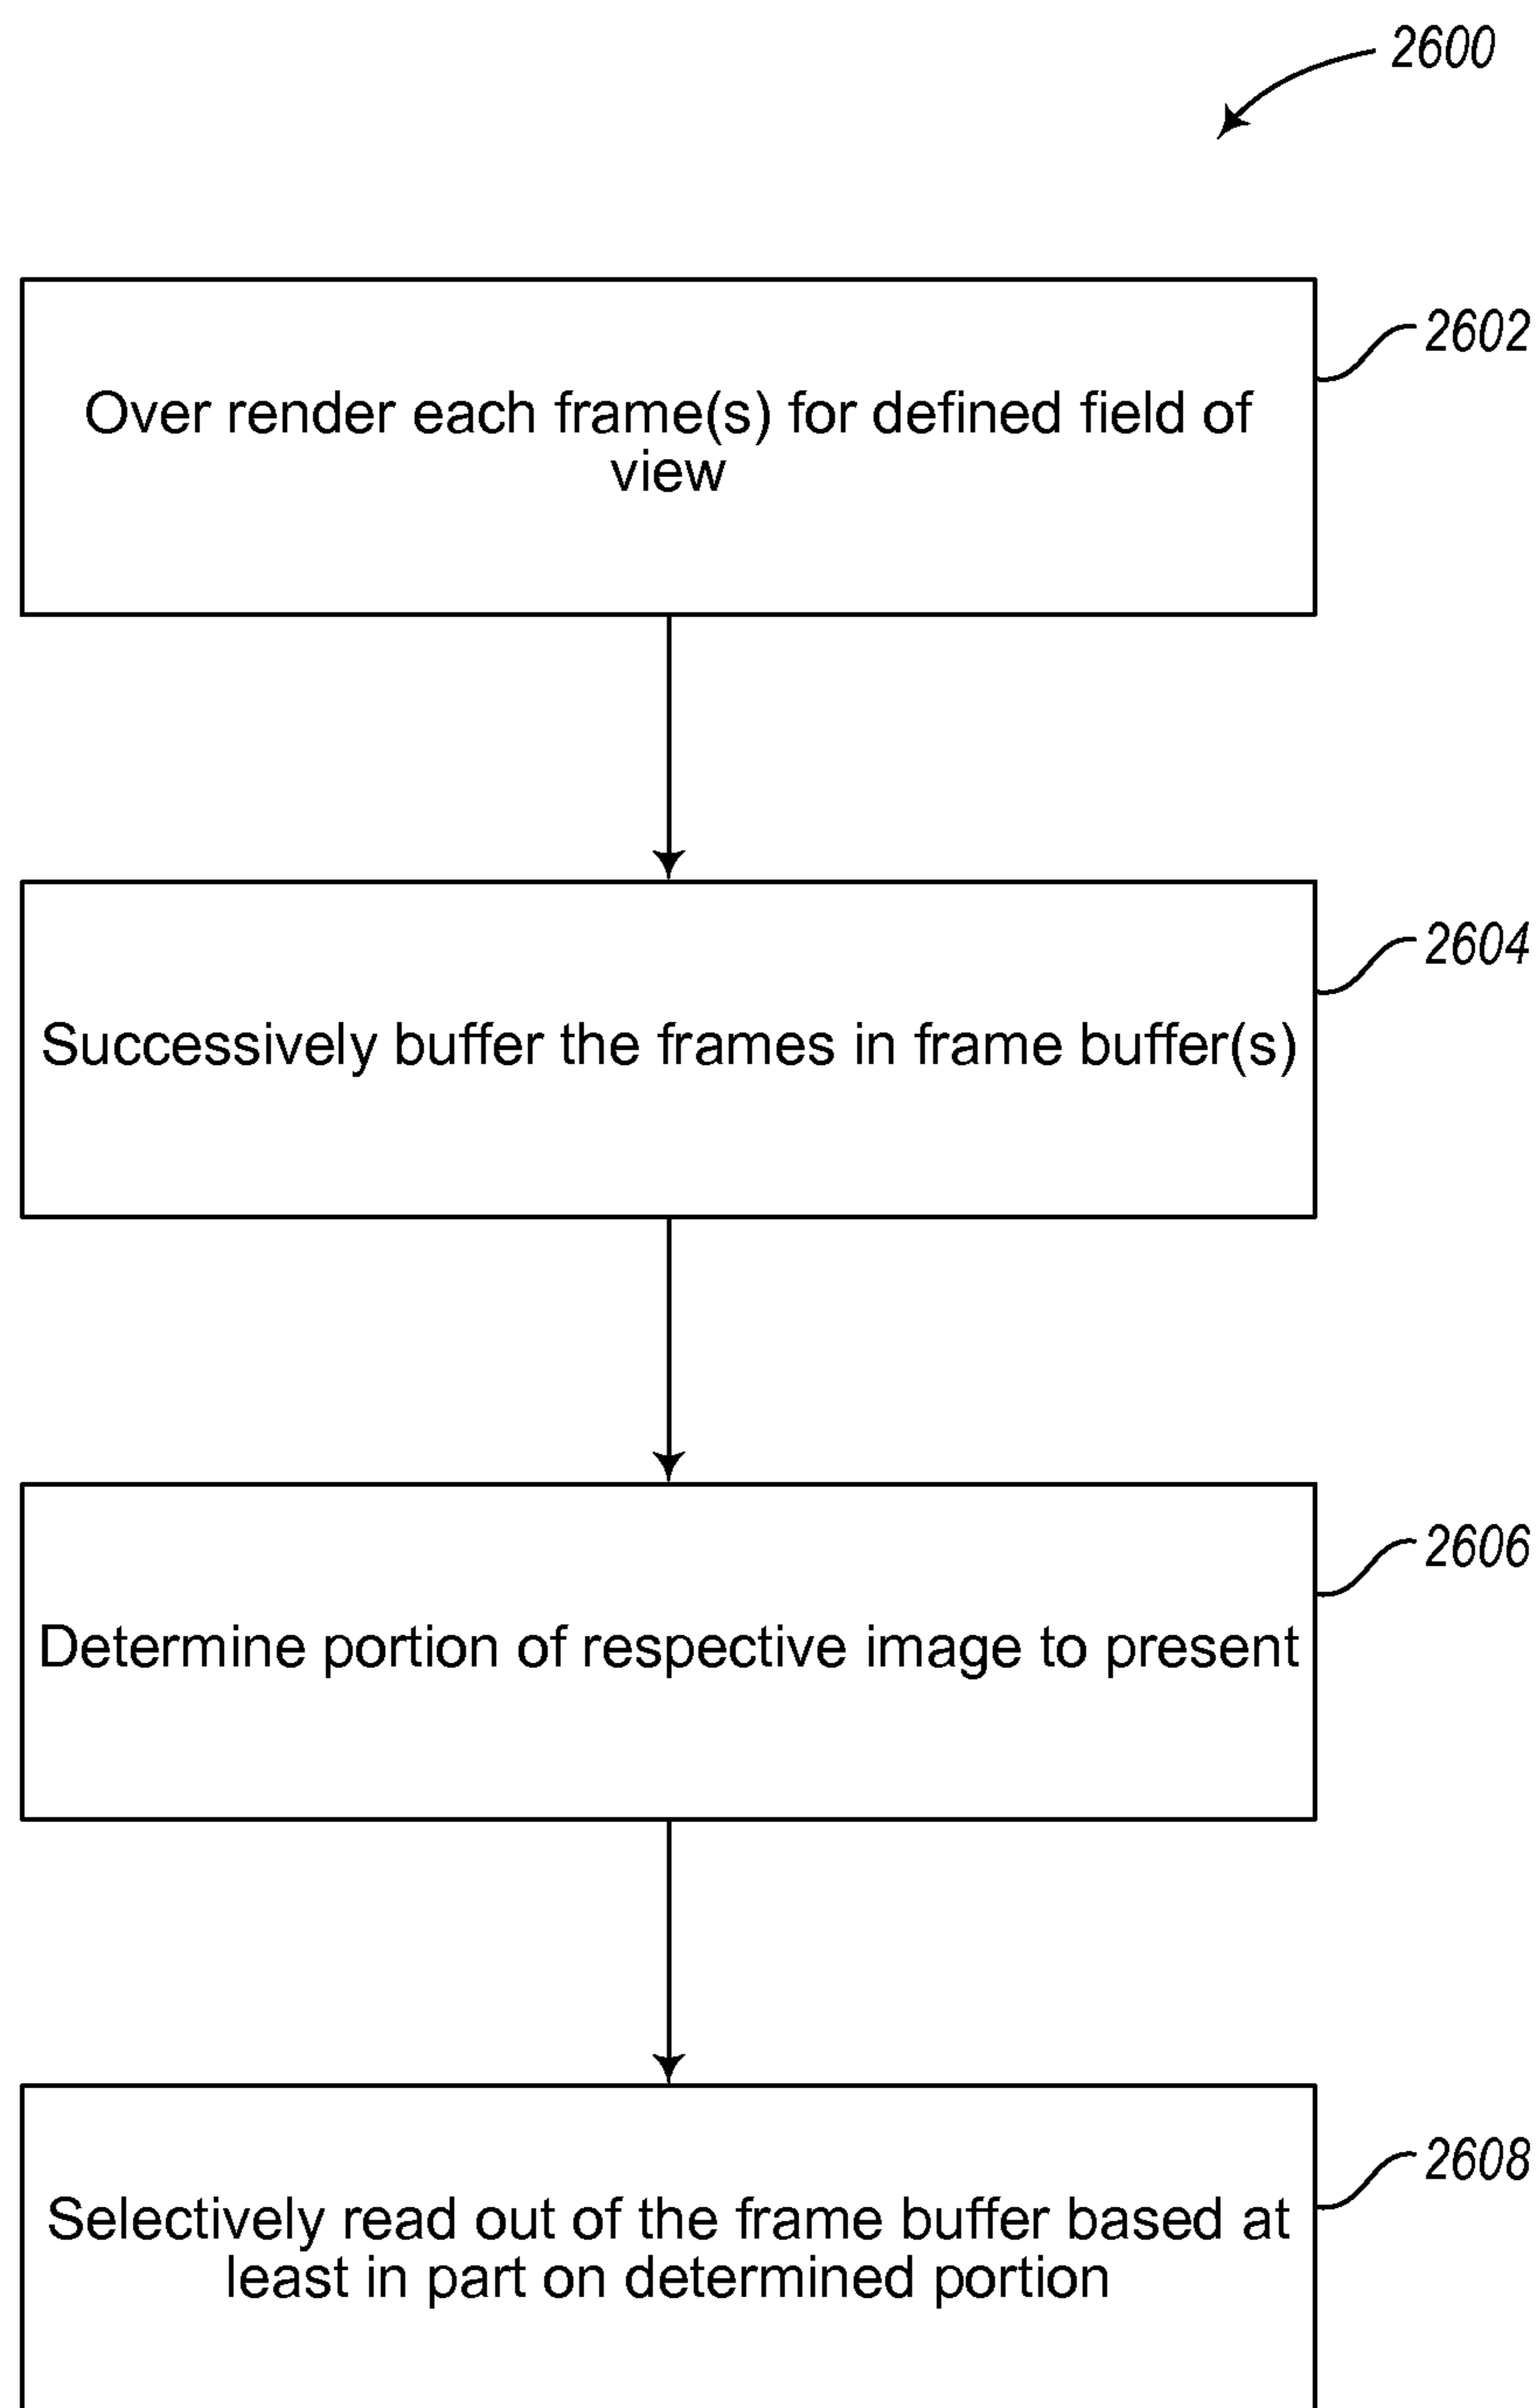 2600
2602
Over render each frame(s) for defined field of
view
2604
Successively buffer the frames in frame buffer(s)
2606
Determine portion of respective image to present
2608
Selectively read out of the frame buffer based at
least in part on determined portion